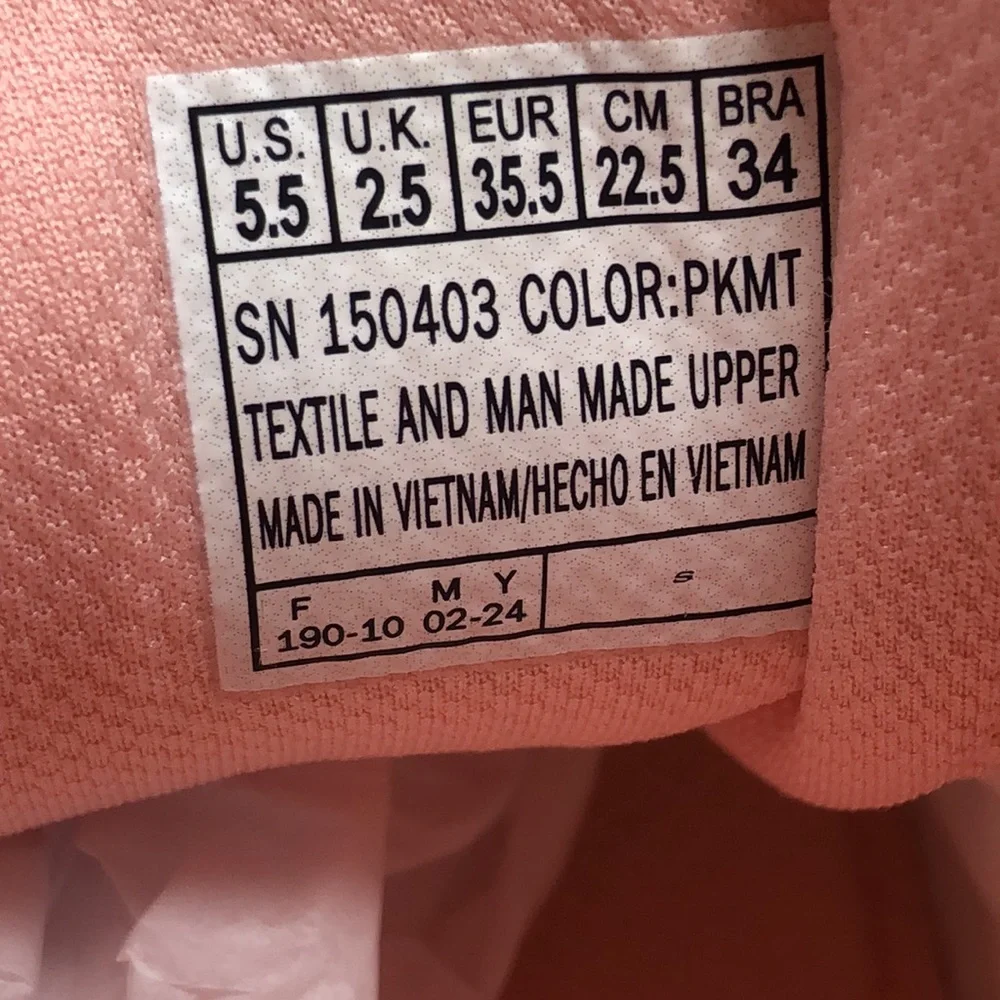 U.S. U.K. EUR CM BRA
5.5 2.5 35.5 22.5 34
SN 150403 COLOR:PKMT
TEXTILE AND MAN MADE UPPER
MADE IN VIETNAM/HECHO EN VIETNAM
F M Y S
190-10 02-24